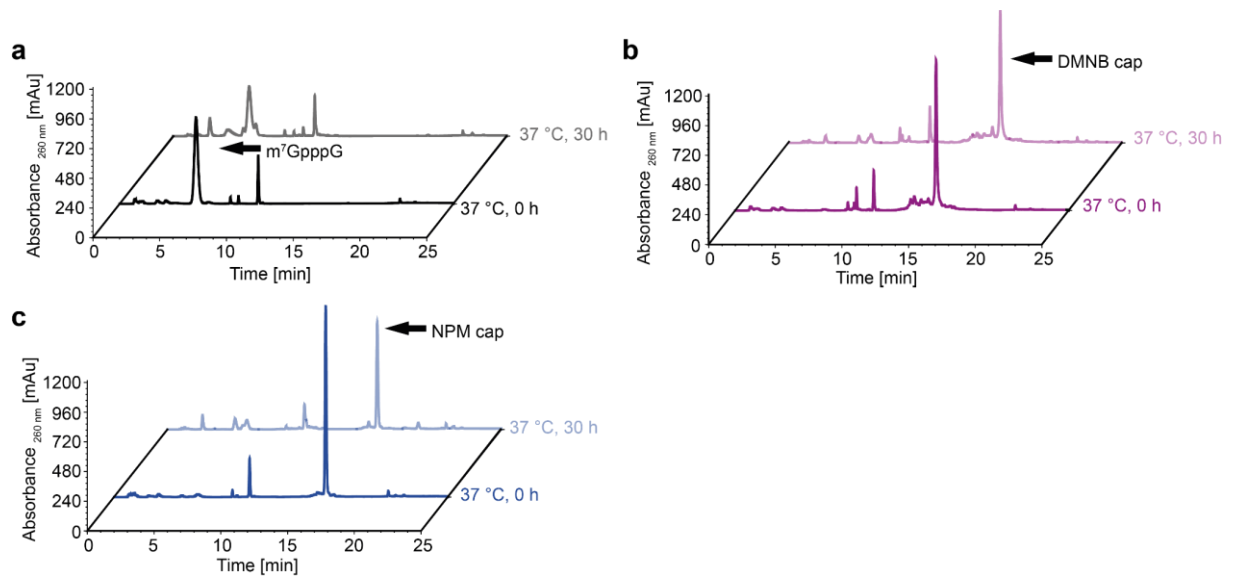 a
Absorbance 260 nm [mAu]
1200
960
720
480
240
0
37 °C, 30 h
m⁷GpppG
37 °C, 0 h
0 5 10 15 20 25
Time [min]
b
Absorbance 260 nm [mAu]
1200
960
720
480
240
0
DMNB cap
37 °C, 30 h
37 °C, 0 h
0 5 10 15 20 25
Time [min]
c
Absorbance 260 nm [mAu]
1200
960
720
480
240
0
NPM cap
37 °C, 30 h
37 °C, 0 h
0 5 10 15 20 25
Time [min]